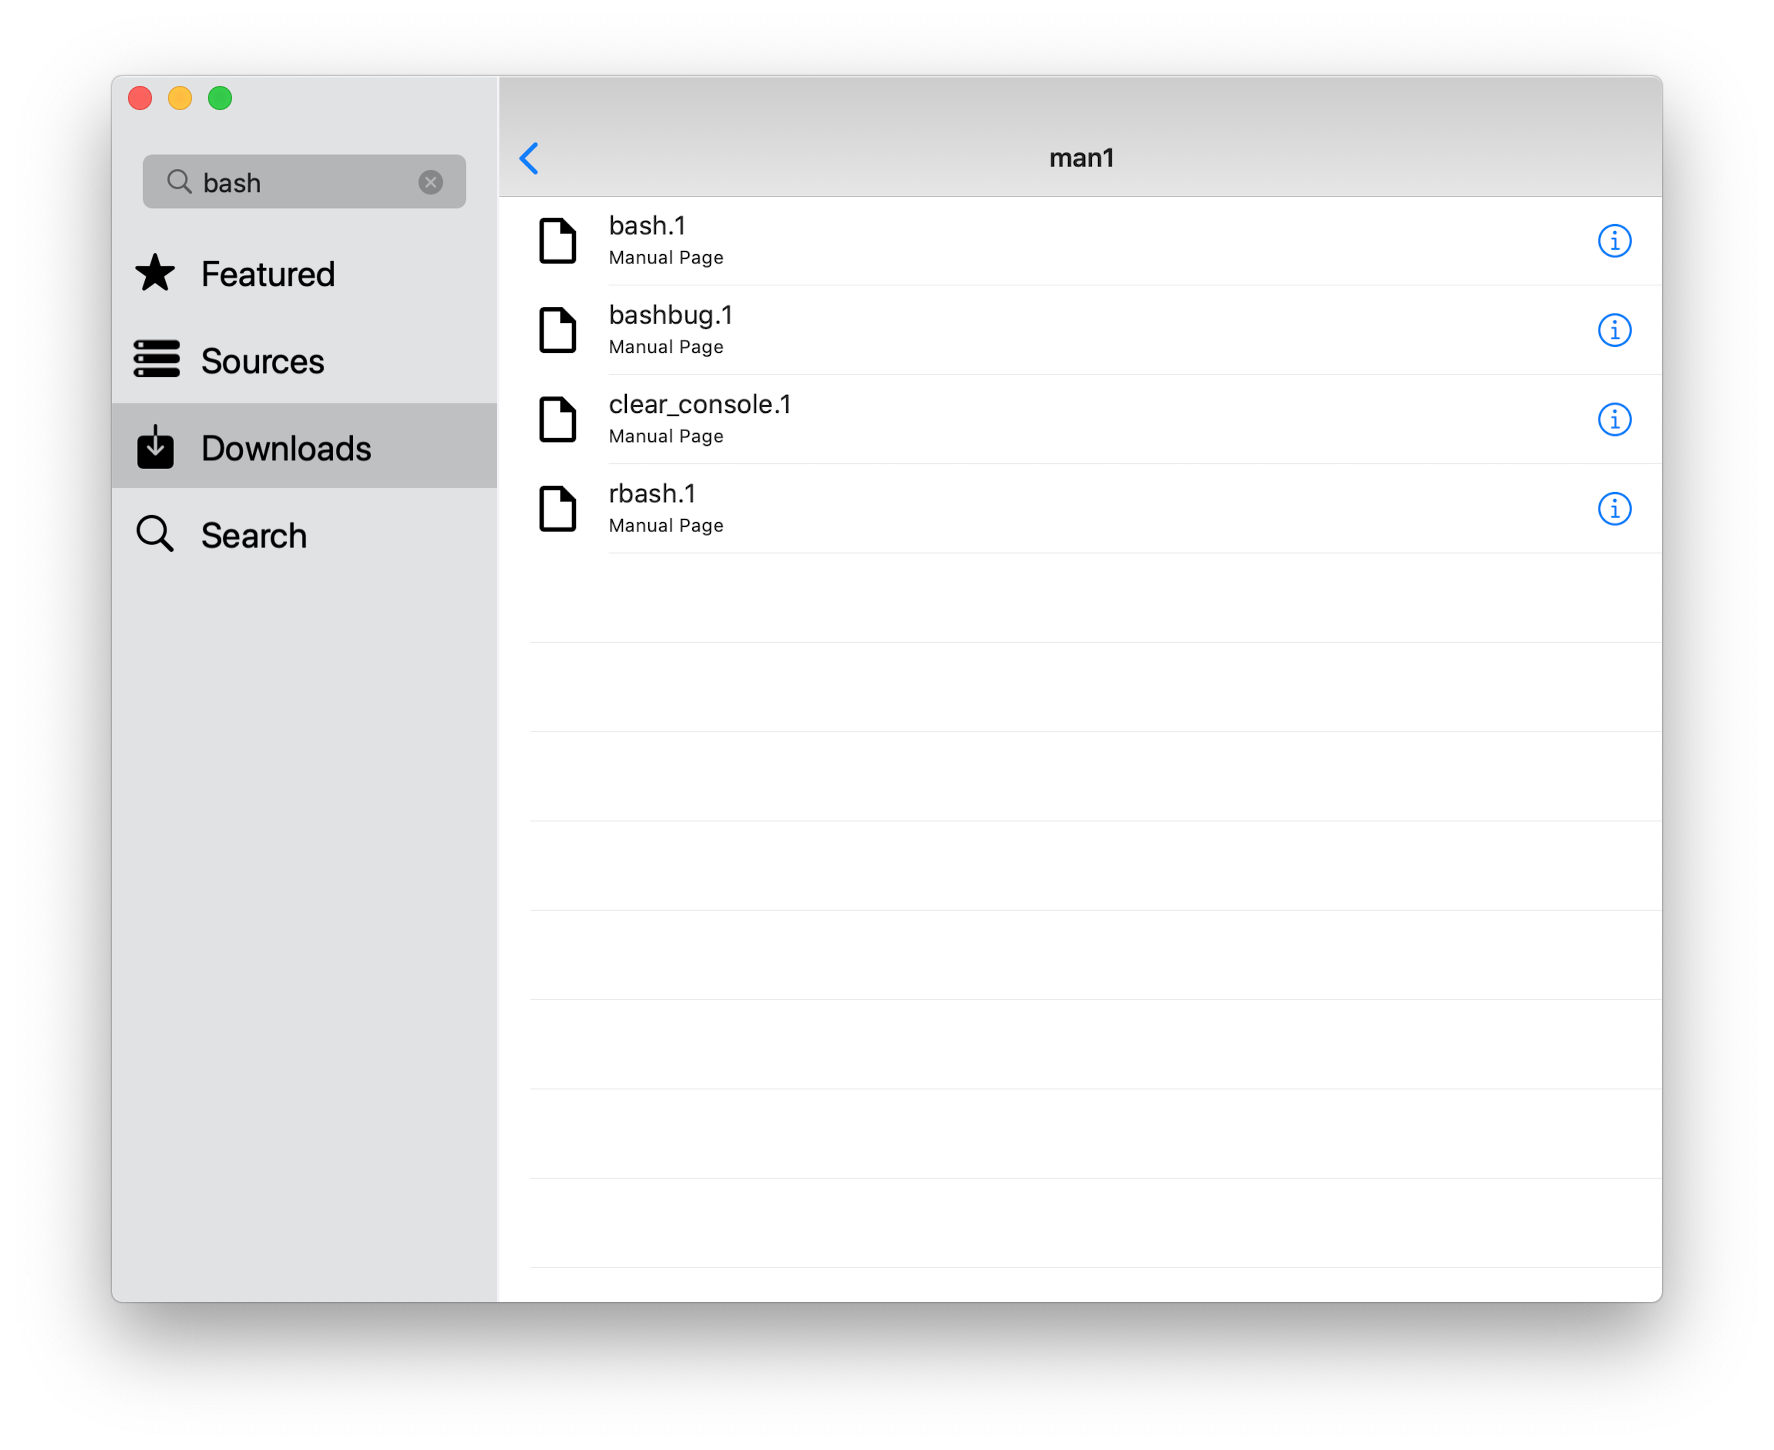 bash
Featured
Sources
Downloads
Search
man1
bash.1
Manual Page
bashbug.1
Manual Page
clear_console.1
Manual Page
rbash.1
Manual Page